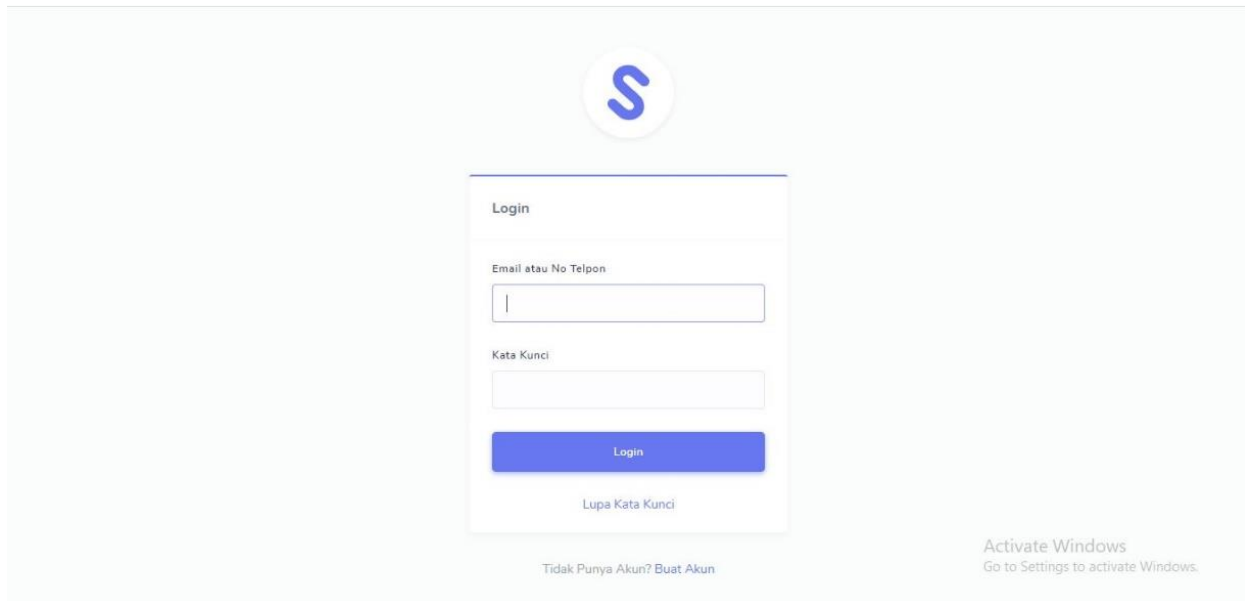 S
Login
Email atau No Telpon
Kata Kunci
Login
Lupa Kata Kunci
Tidak Punya Akun? Buat Akun
Activate Windows
Go to Settings to activate Windows.